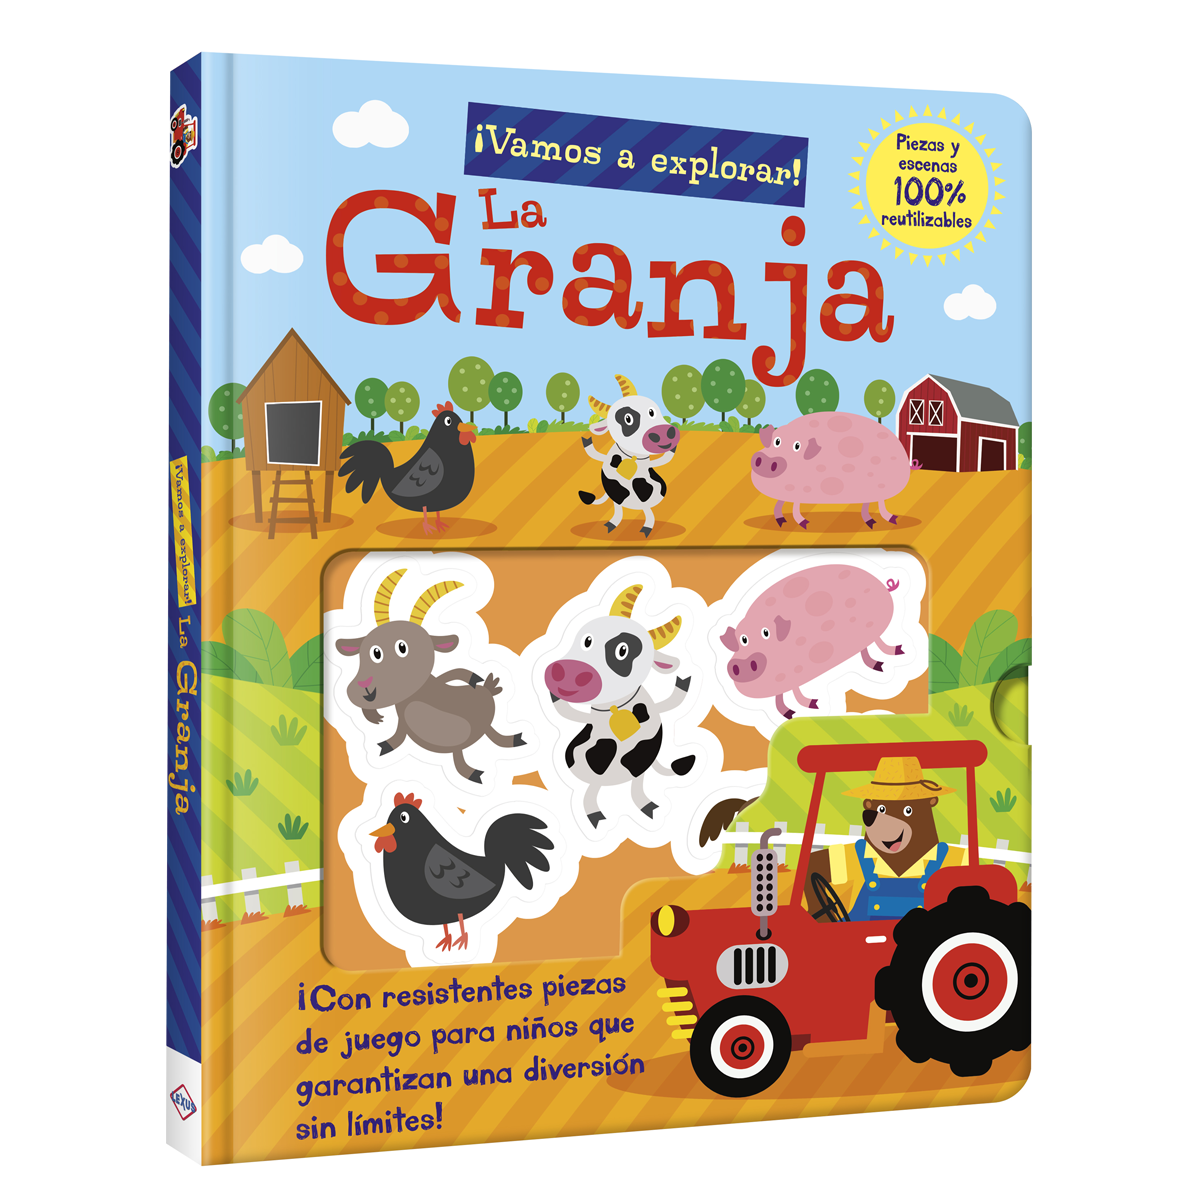 ¡Vamos a explorar!
La
Granja
Piezas y
escenas
100%
reutilizables
¡Con resistentes piezas
de juego para niños que
garantizan una diversión
sin límites!
¡Vamos a explorar! La Granja
LEXUS